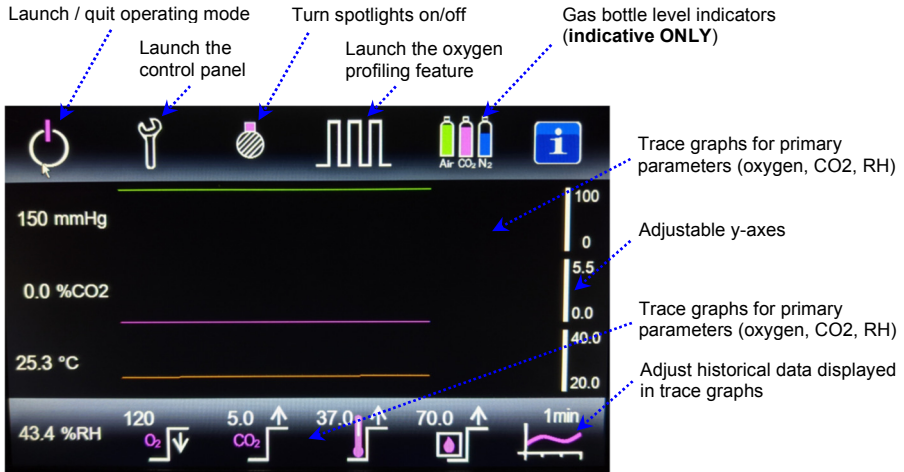 Launch / quit operating mode
Turn spotlights on/off
Gas bottle level indicators
(indicative ONLY)
Launch the
control panel
Launch the oxygen
profiling feature
Air CO₂ N₂
i
Trace graphs for primary
parameters (oxygen, CO2, RH)
150 mmHg
100
0
Adjustable y-axes
0.0 %CO2
5.5
0.0
Trace graphs for primary
parameters (oxygen, CO2, RH)
25.3 °C
40.0
20.0
Adjust historical data displayed
in trace graphs
43.4 %RH
120
O₂
5.0
CO₂
37.0
70.0
1min